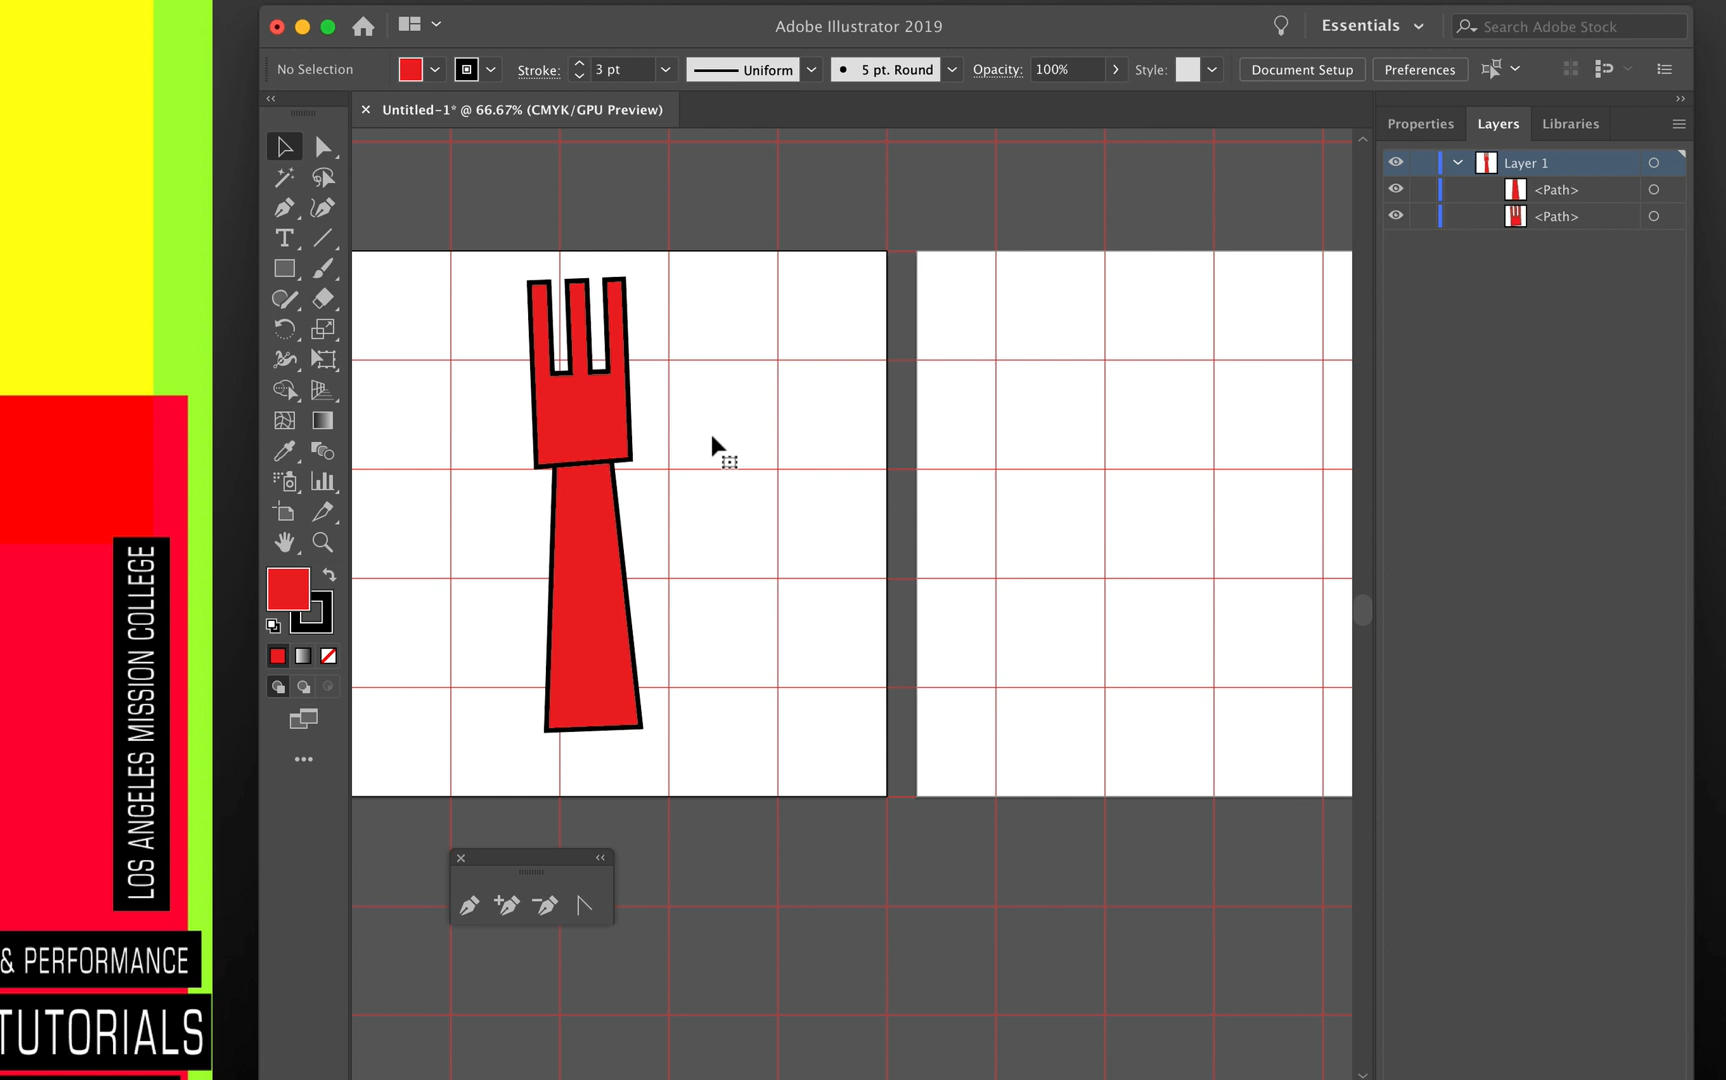 Adobe Illustrator 2019
Essentials
Search Adobe Stock
No Selection
Stroke:
3 pt
Uniform
5 pt. Round
Opacity:
100%
Style:
Document Setup
Preferences
Untitled-1* @ 66.67% (CMYK/GPU Preview)
Properties
Layers
Libraries
Layer 1
<Path>
<Path>
LOS ANGELES MISSION COLLEGE
& PERFORMANCE
TUTORIALS